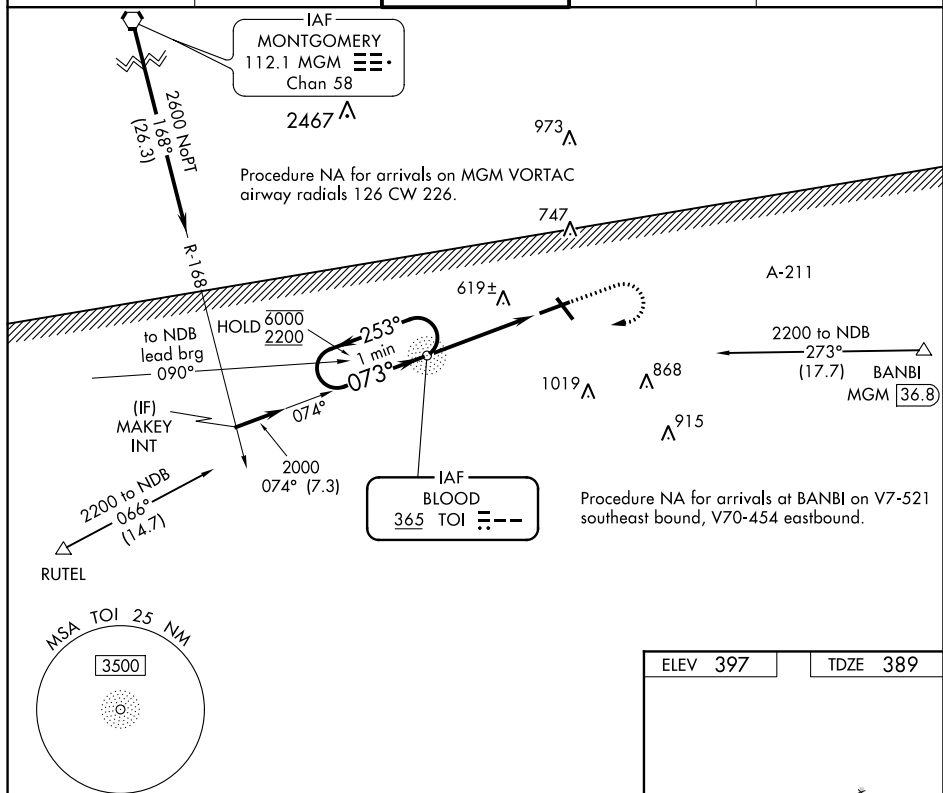 IAF
MONTGOMERY
112.1 MGM
Chan 58
2600 NoPT
168°
(26.3)
2467
973
Procedure NA for arrivals on MGM VORTAC
airway radials 126 CW 226.
747
R-168
A-211
619±
HOLD 6000
2200
253°
1 min
073°
to NDB
lead brg
090°
2200 to NDB
273°
(17.7)
BANBI
MGM 36.8
1019
868
915
074°
(IF)
MAKEY
INT
2000
074° (7.3)
2200 to NDB
066°
(14.7)
RUTEL
IAF
BLOOD
365 TOI
Procedure NA for arrivals at BANBI on V7-521
southeast bound, V70-454 eastbound.
MSA TOI 25 NM
3500
ELEV 397
TDZE 389